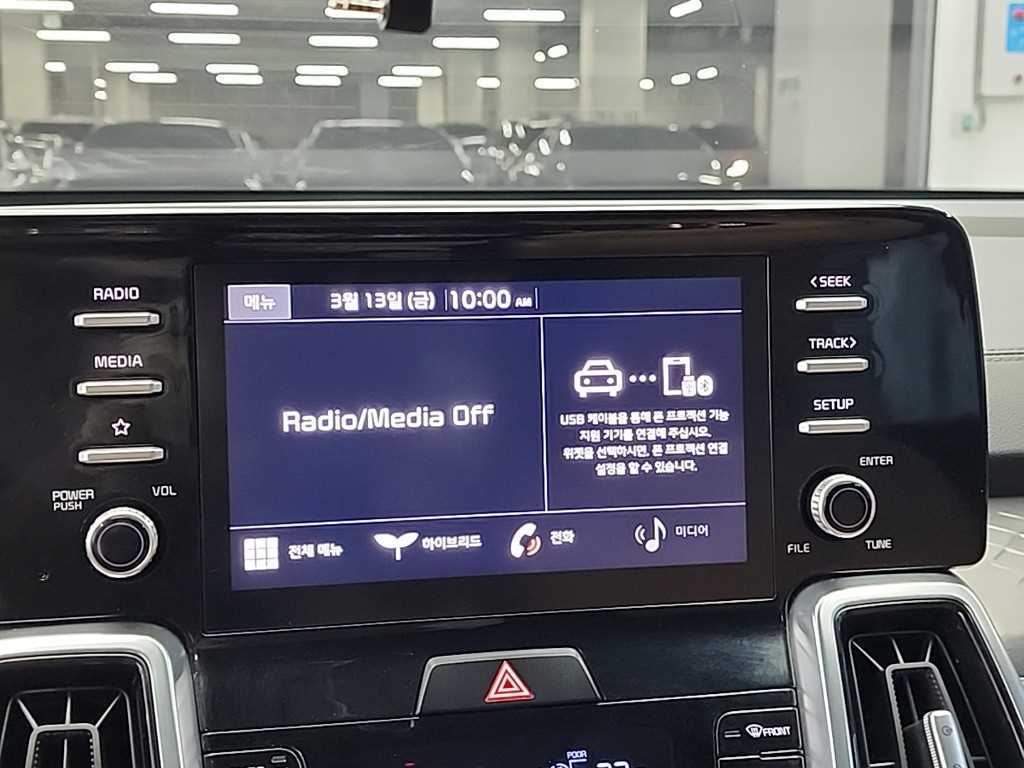 RADIO
MEDIA
POWER PUSH
VOL
메뉴
3월 13일 (금) 10:00 AM
Radio/Media Off
USB 케이블을 통해 폰 프로젝션 가능
지원 기기를 연결해 주십시오.
위젯을 선택하시면, 폰 프로젝션 연결
설정을 할 수 있습니다.
전체 메뉴
하이브리드
전화
미디어
< SEEK
TRACK >
SETUP
ENTER
FILE
TUNE
POOR
FRONT